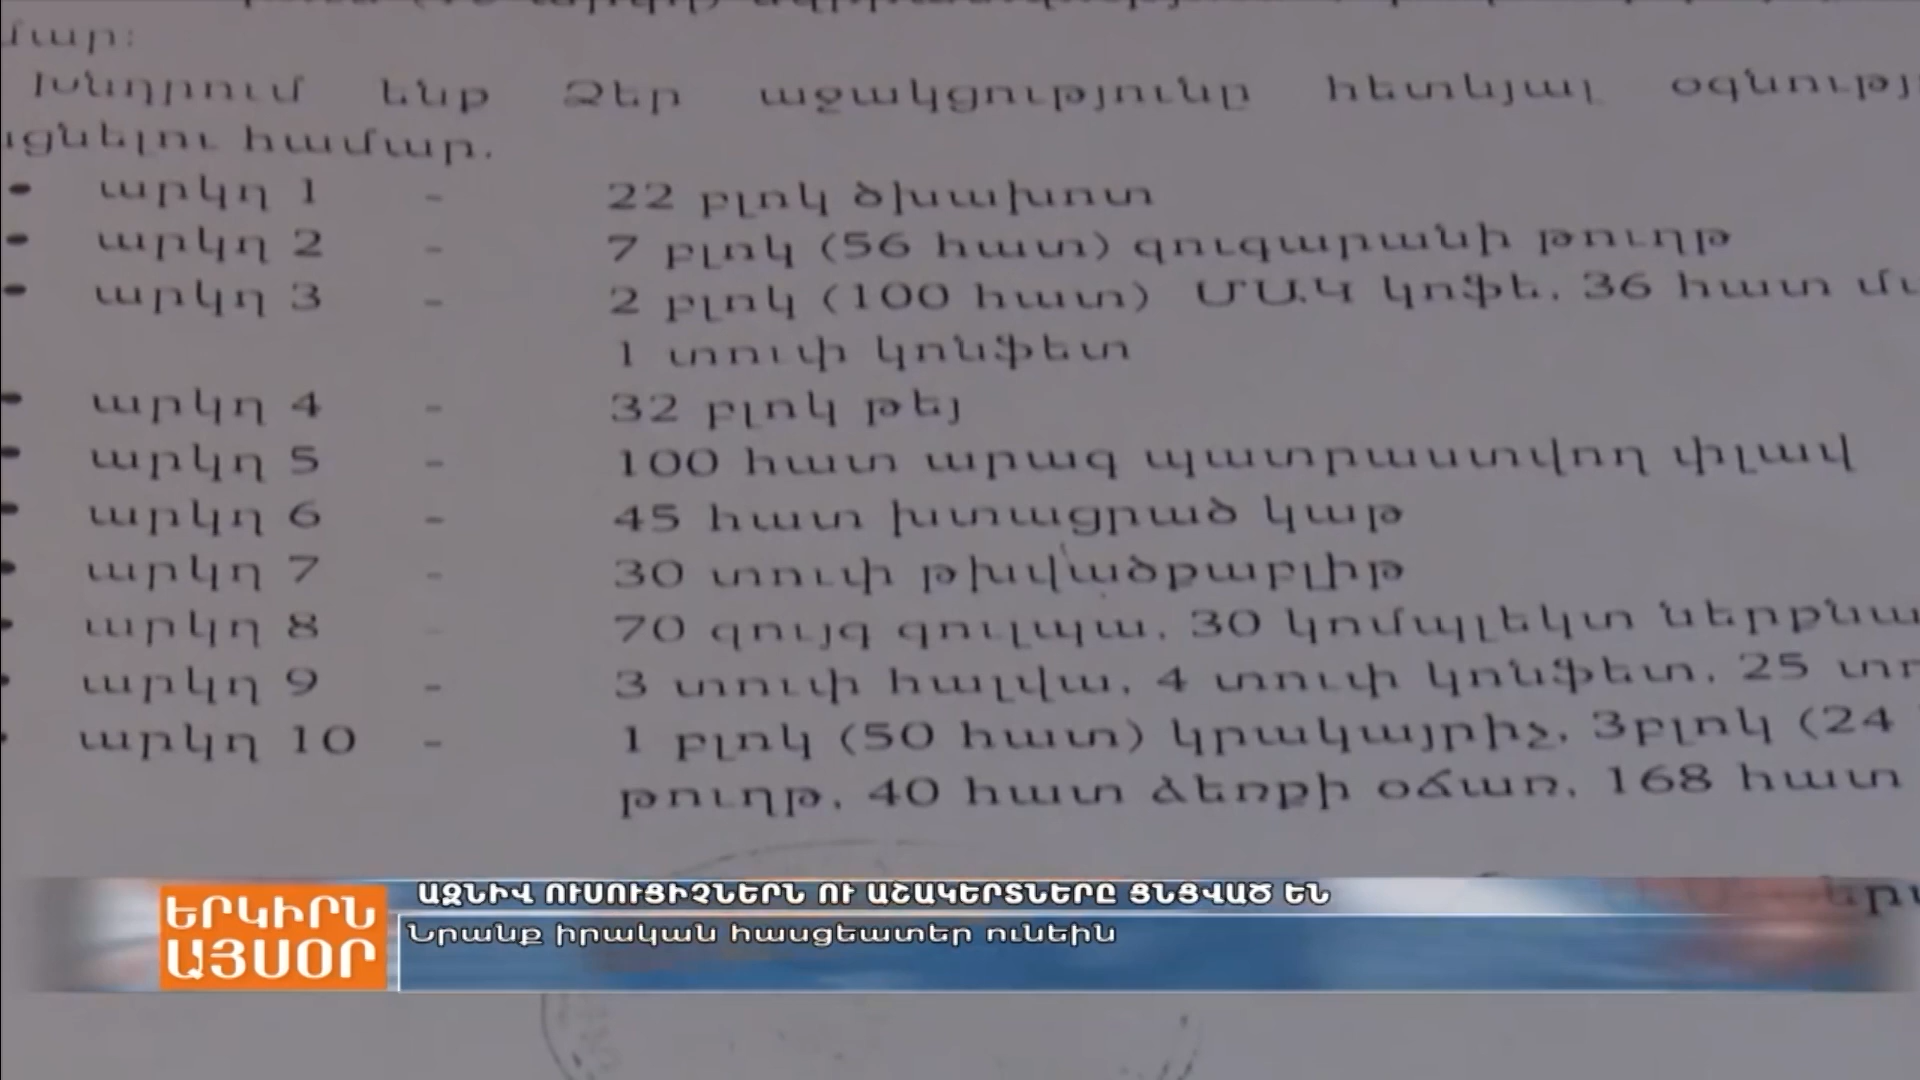 մար:
Խնդրում ենք Ձեր աջակցությունը հետևյալ օգնությ
ացնելու համար.
• արկղ 1 - 22 բլոկ ծխախոտ
• արկղ 2 - 7 բլոկ (56 հատ) զուգարանի թուղթ
• արկղ 3 - 2 բլոկ (100 հատ) ՄԱԿ կոֆե, 36 հատ
1 տուփ կոնֆետ
• արկղ 4 - 32 բլոկ թեյ
• արկղ 5 - 100 հատ արագ պատրաստվող փլավ
• արկղ 6 - 45 հատ խտացրած կաթ
• արկղ 7 - 30 տուփ թխվածքաբլիթ
• արկղ 8 - 70 զույգ գուլպա, 30 կոմպլեկտ ներքնա
• արկղ 9 - 3 տուփ հալվա, 4 տուփ կոնֆետ, 25 տո
• արկղ 10 - 1 բլոկ (50 հատ) կրակայրիչ, 3բլոկ (24
թուղթ, 40 հատ ձեռքի օճառ, 168 հատ
ԵՐԿԻՐՆ ԱՅՍՕՐ
ԱԶՆԻՎ ՈՒՍՈՒՑԻՉՆԵՐՆ ՈՒ ԱՇԱԿԵՐՏՆԵՐԸ ՑՆՑՎԱԾ ԵՆ
Նրանք իրական հասցեատեր ունեին